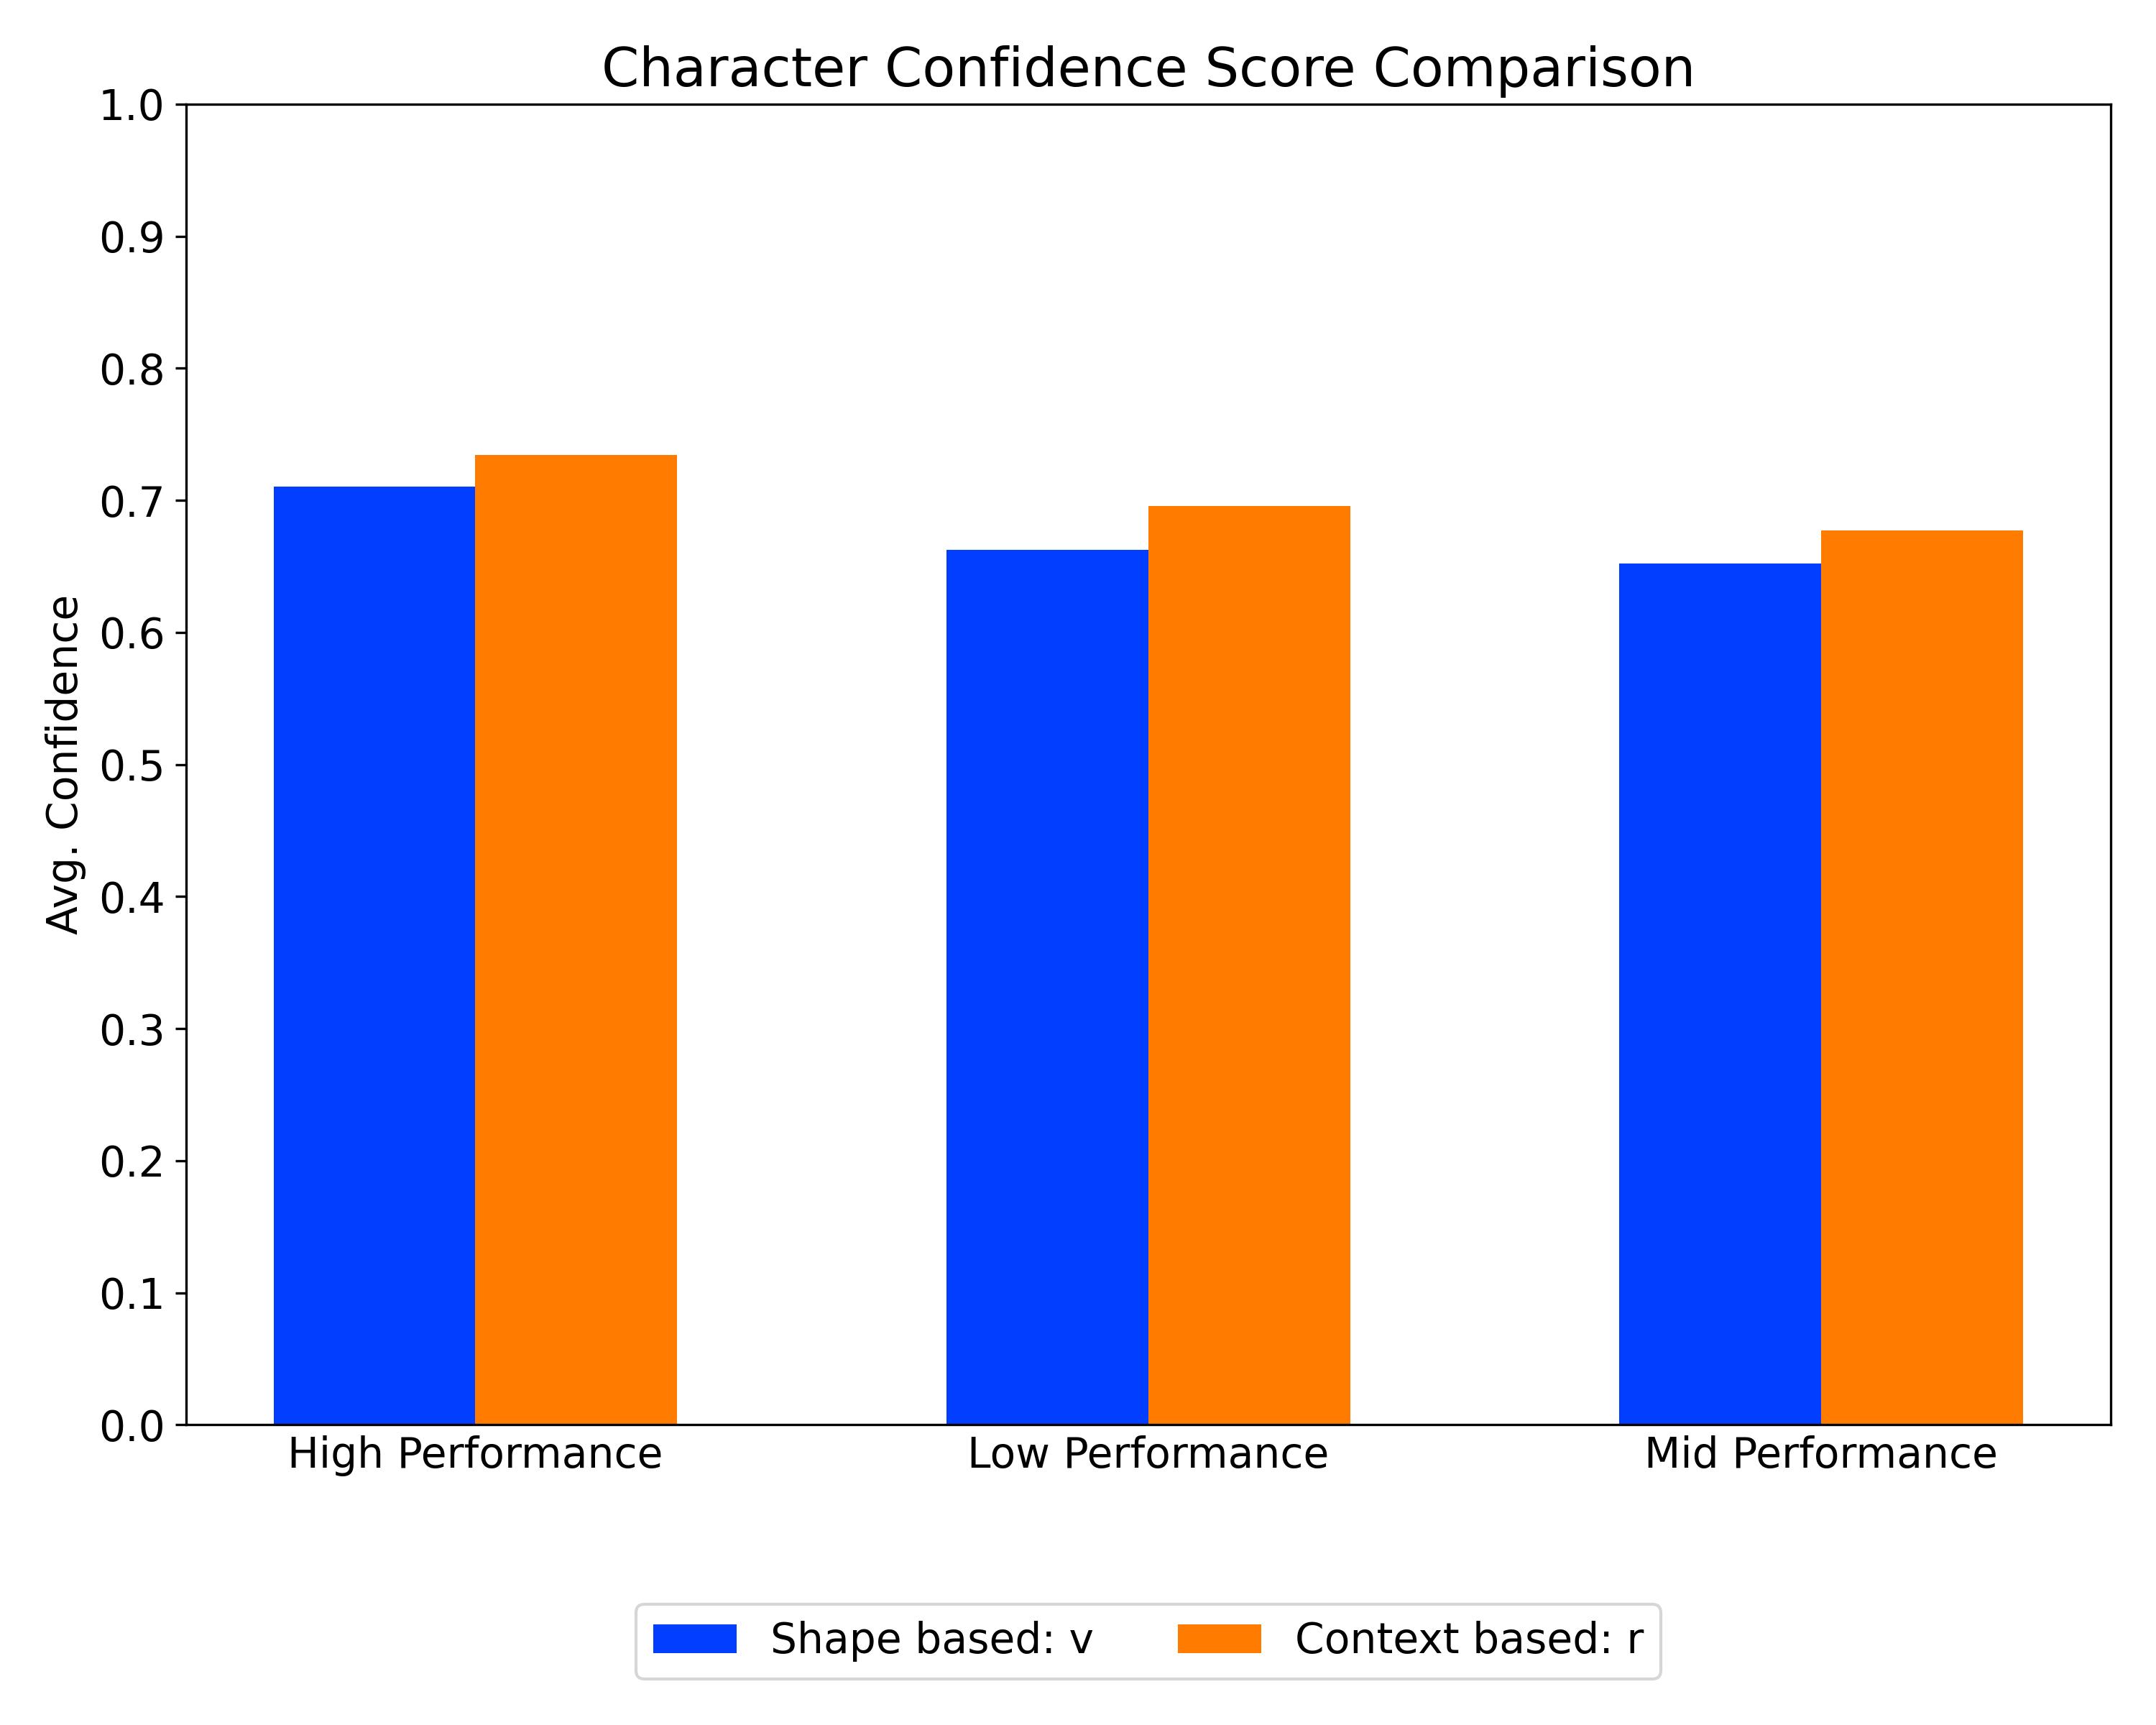 Character Confidence Score Comparison
1.0
0.9
0.8
0.7
0.6
0.5
0.4
0.3
0.2
0.1
0.0
Avg. Confidence
High Performance
Low Performance
Mid Performance
Shape based: v
Context based: r